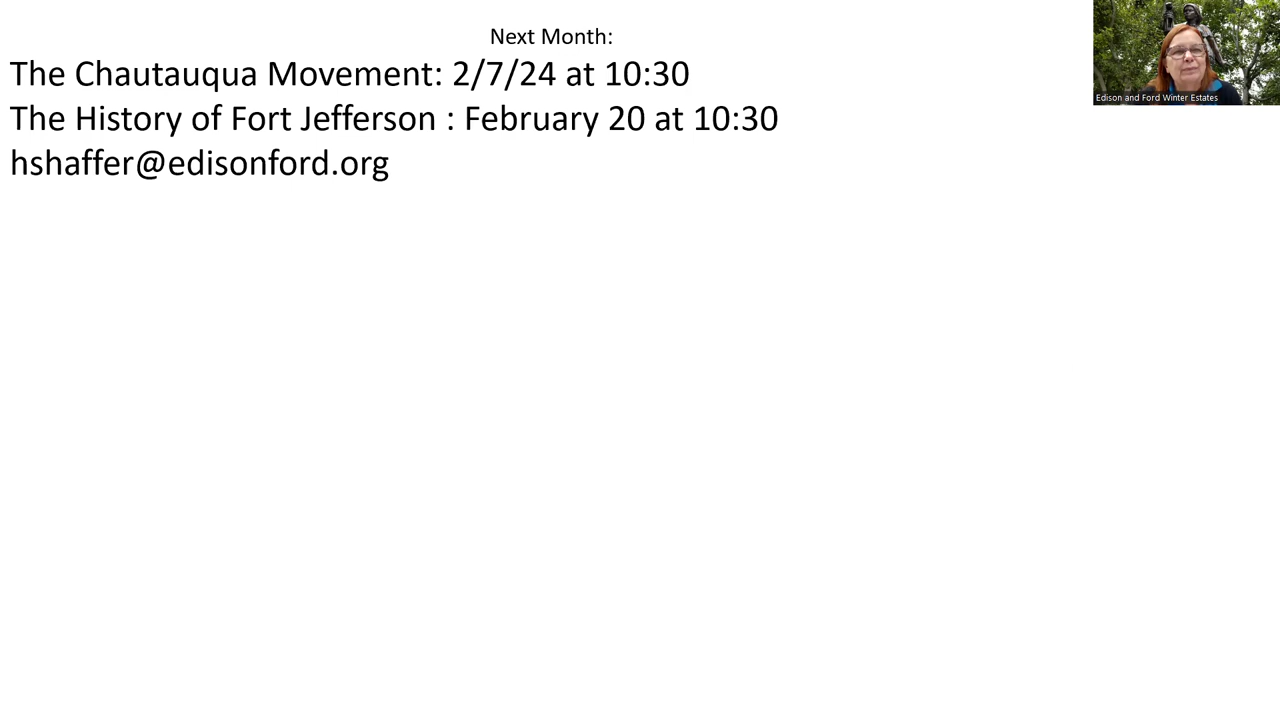 Next Month:
The Chautauqua Movement: 2/7/24 at 10:30
The History of Fort Jefferson : February 20 at 10:30
hshaffer@edisonford.org
Edison and Ford Winter Estates